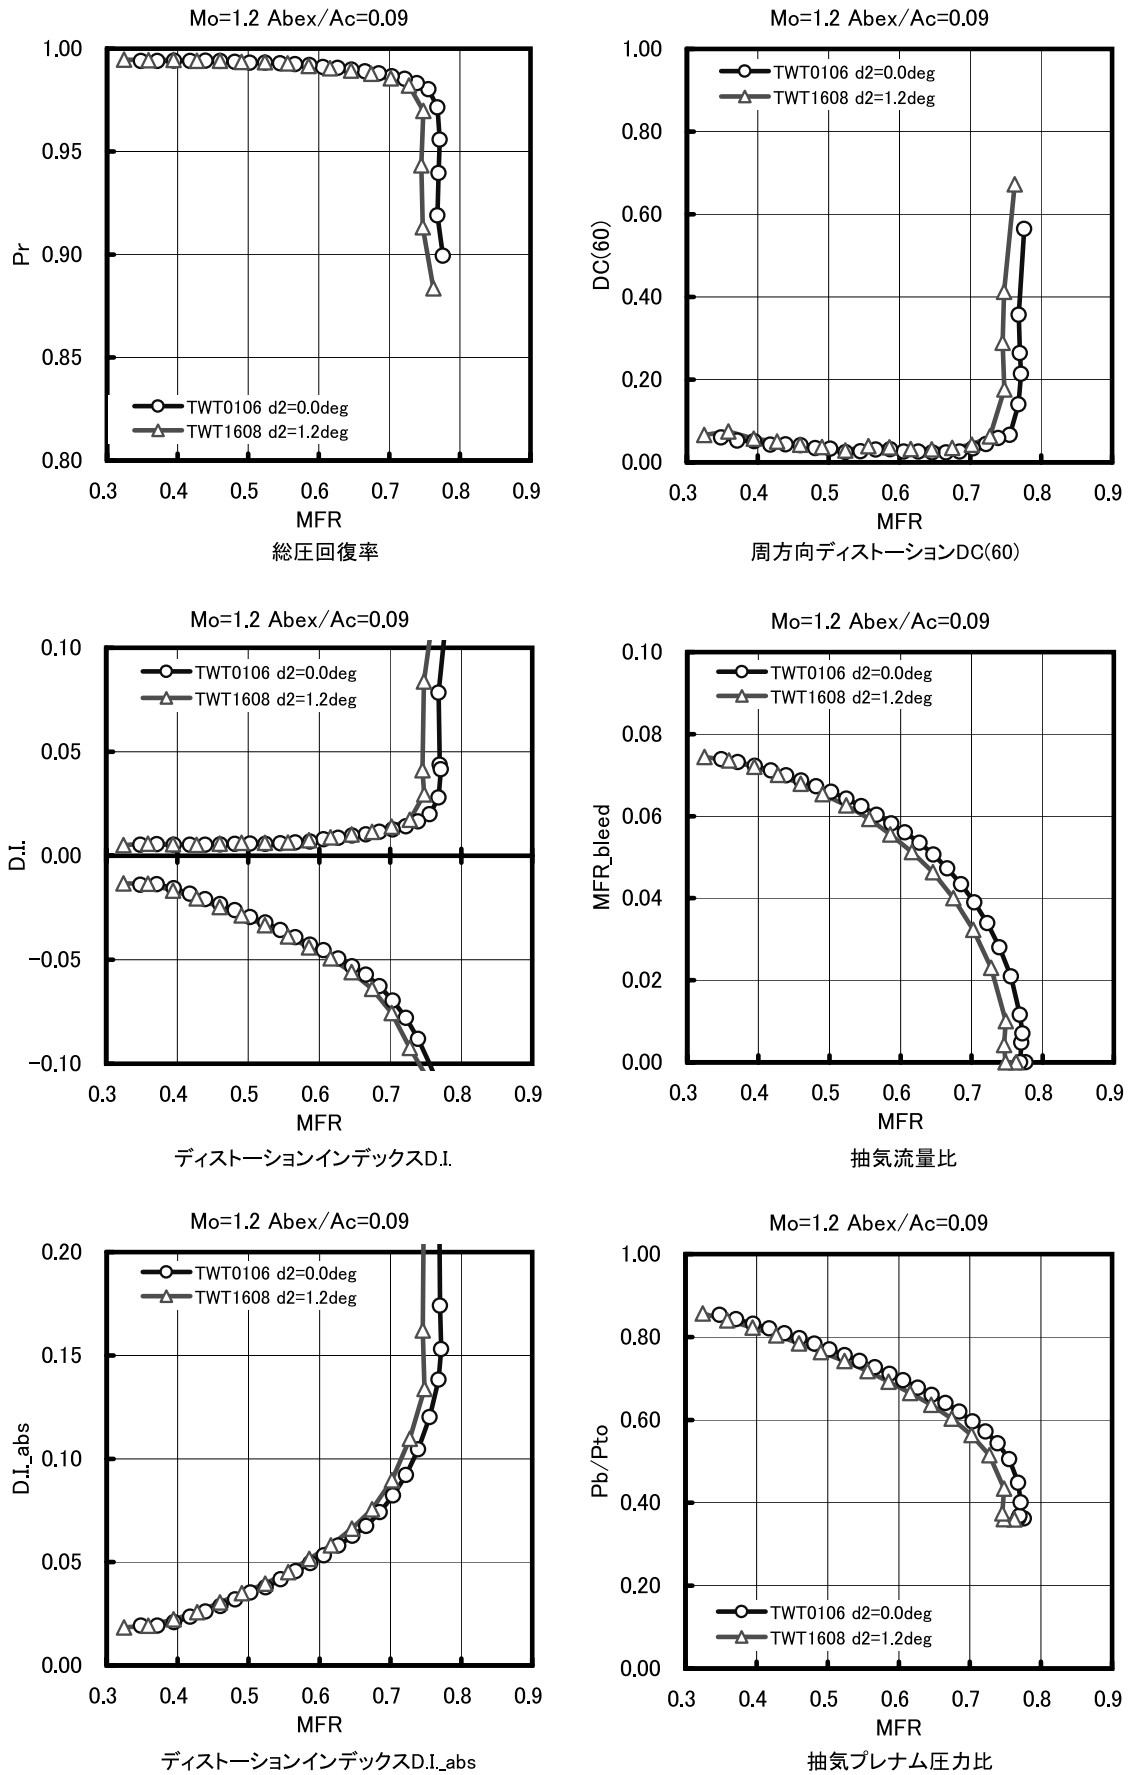 Mo=1.2 Abex/Ac=0.09
1.00
0.95
0.90
0.85
0.80
Pr
TWT0106 d2=0.0deg
TWT1608 d2=1.2deg
0.3 0.4 0.5 0.6 0.7 0.8 0.9
MFR
総圧回復率
Mo=1.2 Abex/Ac=0.09
1.00
0.80
0.60
0.40
0.20
0.00
DC(60)
TWT0106 d2=0.0deg
TWT1608 d2=1.2deg
0.3 0.4 0.5 0.6 0.7 0.8 0.9
MFR
周方向ディストーションDC(60)
Mo=1.2 Abex/Ac=0.09
0.10
0.05
0.00
-0.05
-0.10
D.I.
TWT0106 d2=0.0deg
TWT1608 d2=1.2deg
0.3 0.4 0.5 0.6 0.7 0.8 0.9
MFR
ディストーションインデックスD.I.
Mo=1.2 Abex/Ac=0.09
0.10
0.08
0.06
0.04
0.02
0.00
MFR_bleed
TWT0106 d2=0.0deg
TWT1608 d2=1.2deg
0.3 0.4 0.5 0.6 0.7 0.8 0.9
MFR
抽気流量比
Mo=1.2 Abex/Ac=0.09
0.20
0.15
0.10
0.05
0.00
D.I._abs
TWT0106 d2=0.0deg
TWT1608 d2=1.2deg
0.3 0.4 0.5 0.6 0.7 0.8 0.9
MFR
ディストーションインデックスD.I._abs
Mo=1.2 Abex/Ac=0.09
1.00
0.80
0.60
0.40
0.20
0.00
Pb/Pto
TWT0106 d2=0.0deg
TWT1608 d2=1.2deg
0.3 0.4 0.5 0.6 0.7 0.8 0.9
MFR
抽気プレナム圧力比